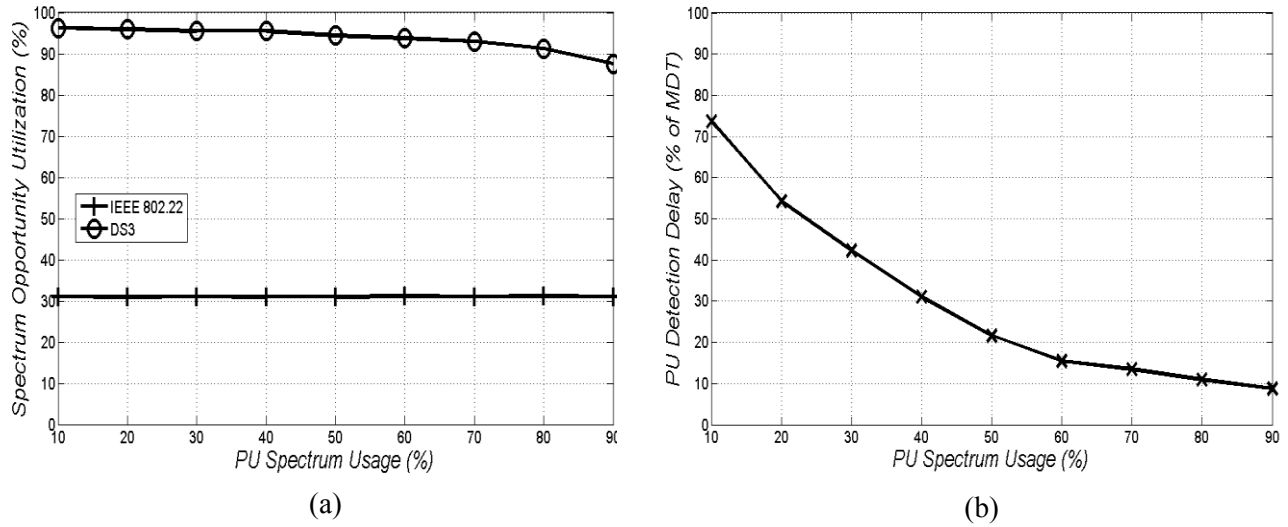 Spectrum Opportunity Utilization (%)
100
90
80
70
60
50
40
30
20
10
0
IEEE 802.22
DS3
10 20 30 40 50 60 70 80 90
PU Spectrum Usage (%)
(a)
PU Detection Delay (% of MDT)
100
90
80
70
60
50
40
30
20
10
0
10 20 30 40 50 60 70 80 90
PU Spectrum Usage (%)
(b)